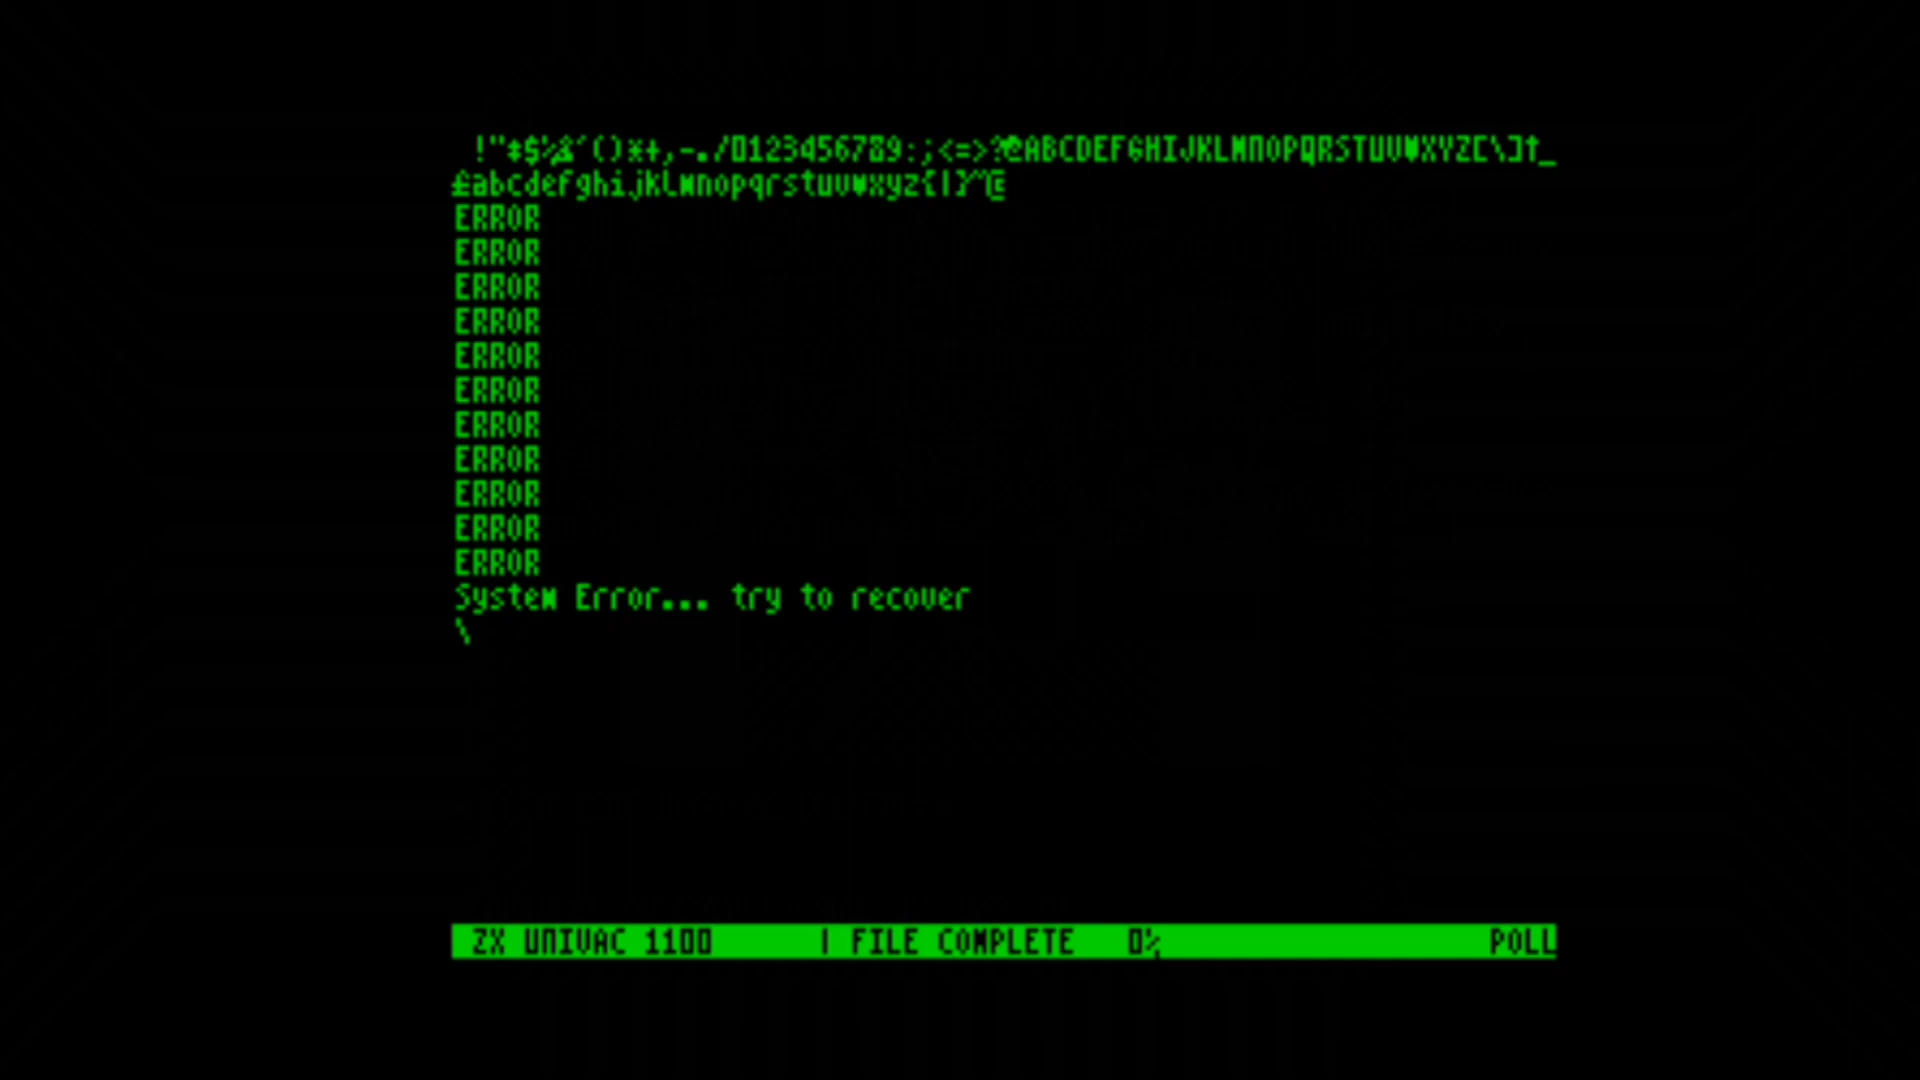 !"#$%&'()*+,-./0123456789:;<=>?@ABCDEFGHIJKLMNOPQRSTUVWXYZ[\]↑_
£abcdefghijklmnopqrstuvwxyz{|}~©
ERROR
ERROR
ERROR
ERROR
ERROR
ERROR
ERROR
ERROR
ERROR
ERROR
ERROR
System Error... try to recover
\
ZX UNIVAC 1100 | FILE COMPLETE 0% POLL